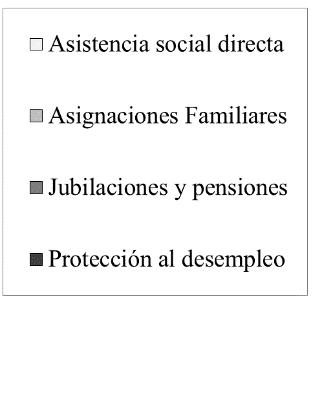 Asistencia social directa
Asignaciones Familiares
Jubilaciones y pensiones
Protección al desempleo